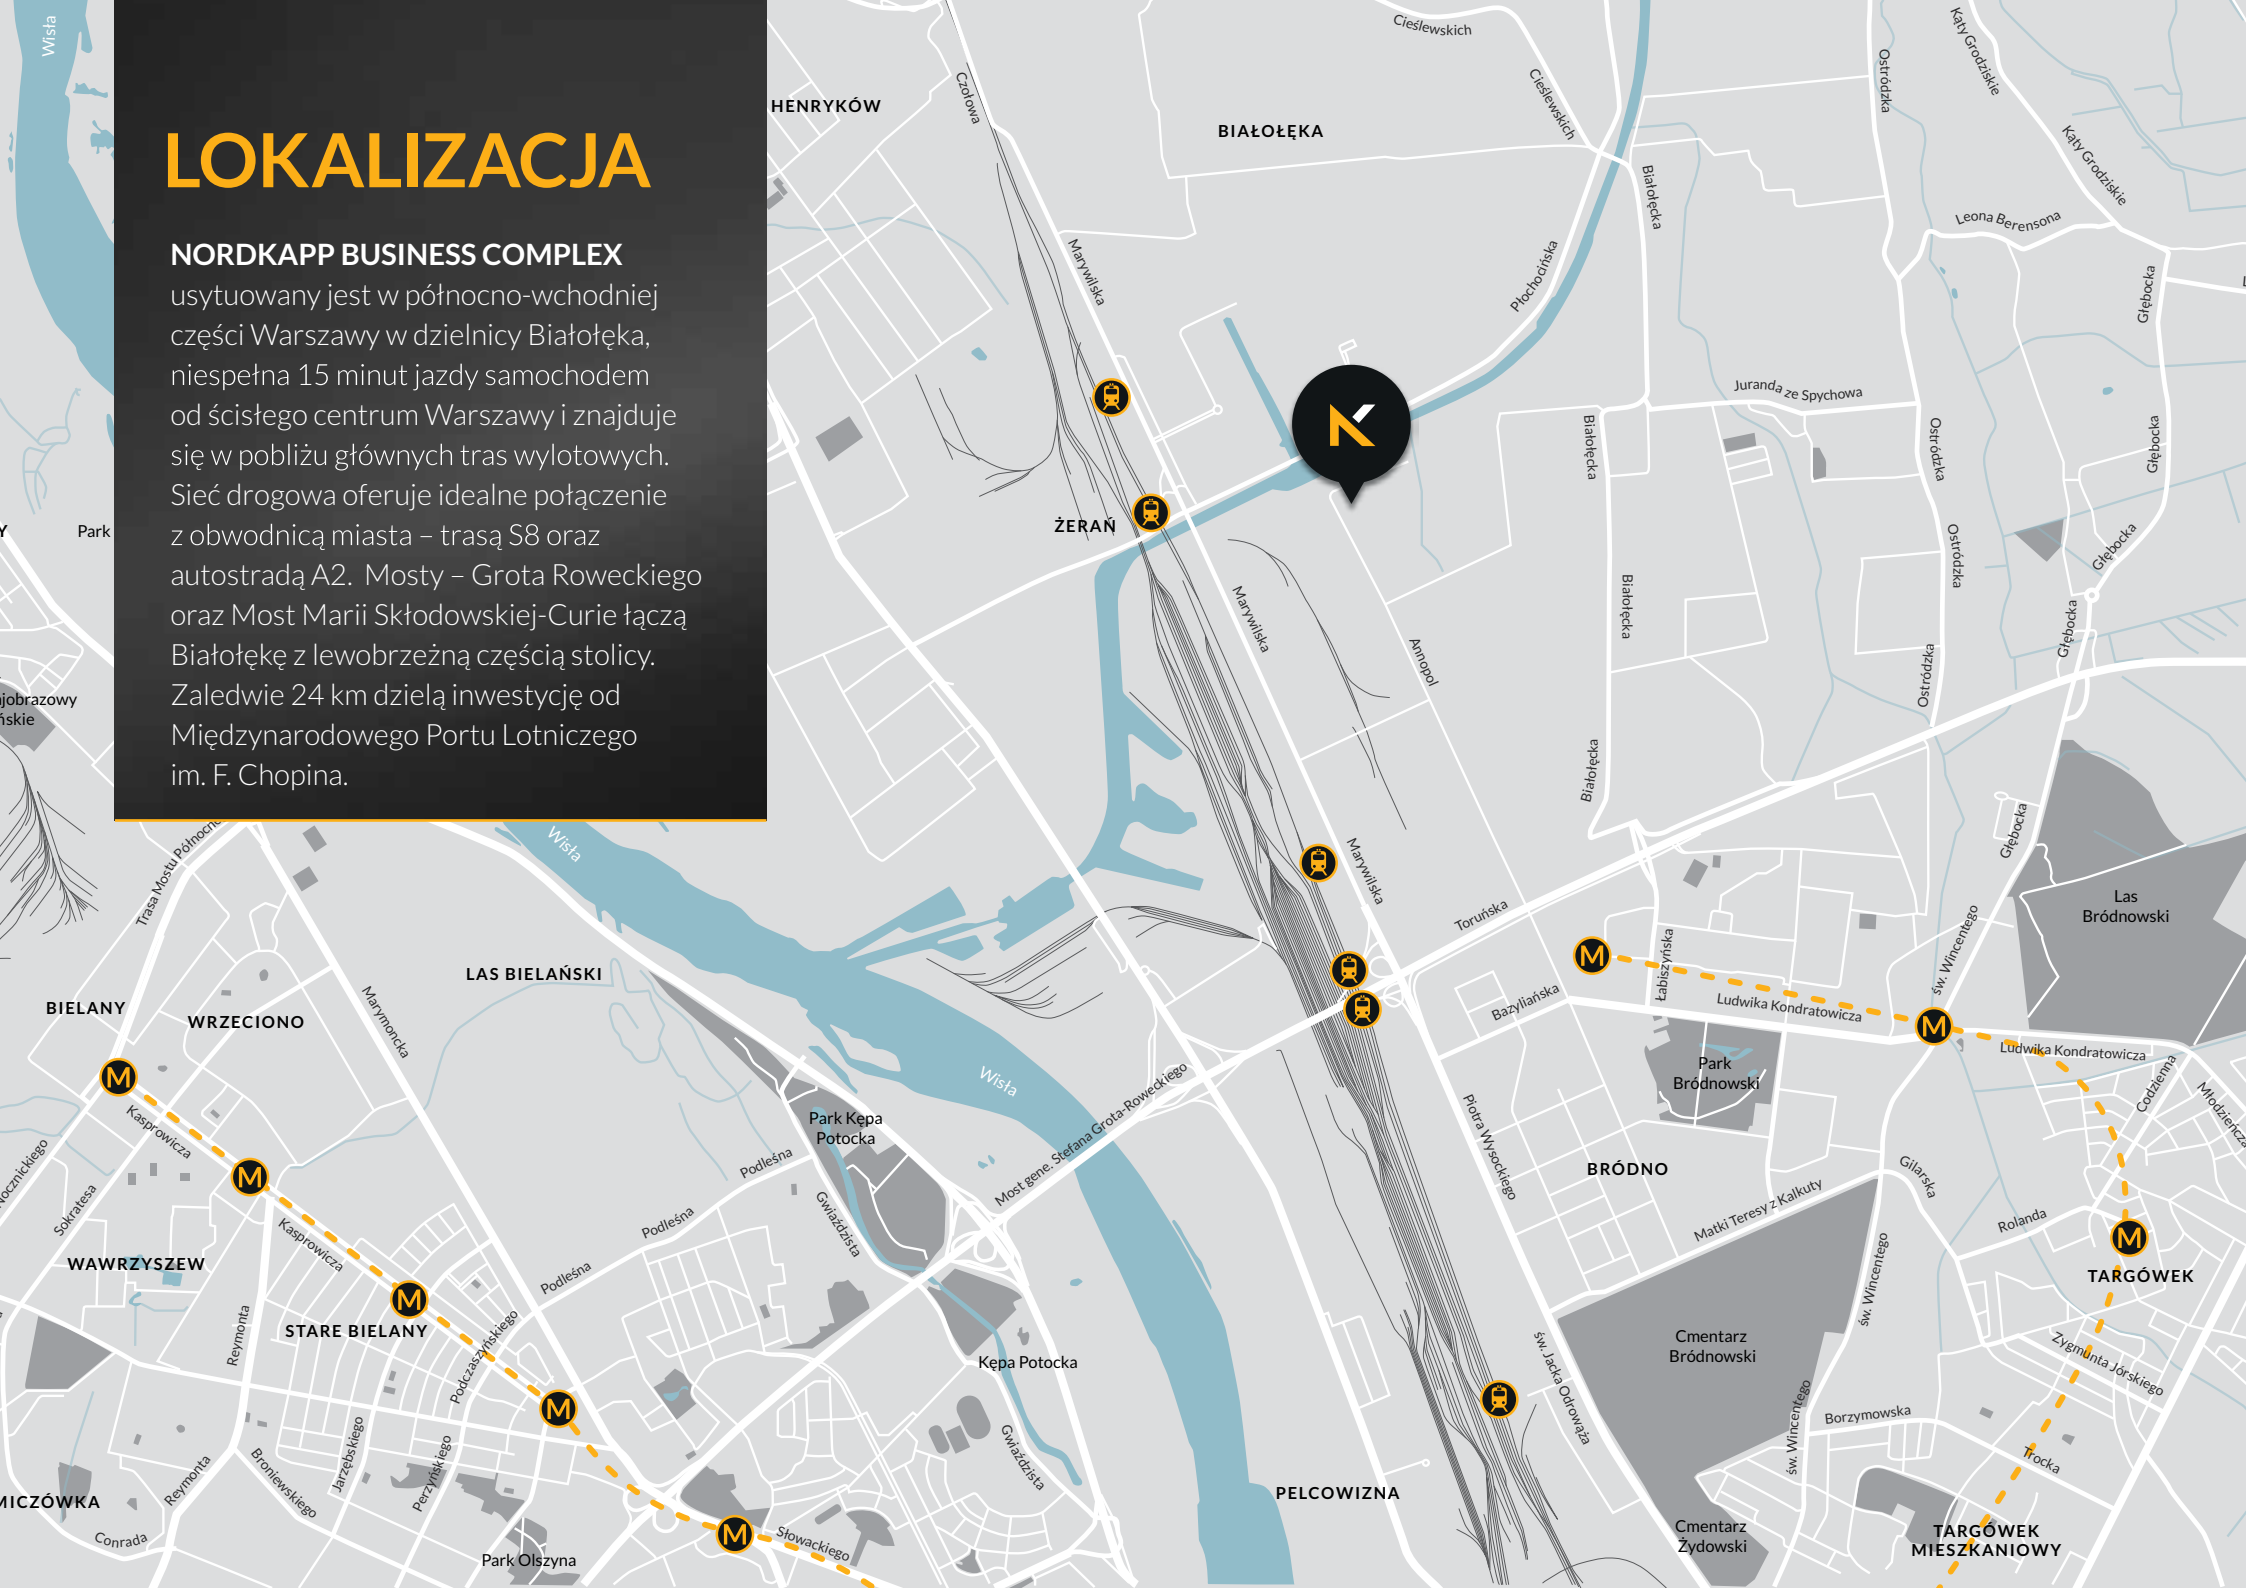 LOKALIZACJA
NORDKAPP BUSINESS COMPLEX
usytuowany jest w północno-wchodniej
części Warszawy w dzielnicy Białołęka,
niespełna 15 minut jazdy samochodem
od ścisłego centrum Warszawy i znajduje
się w pobliżu głównych tras wylotowych.
Sieć drogowa oferuje idealne połączenie
z obwodnicą miasta – trasą S8 oraz
autostradą A2. Mosty – Grota Roweckiego
oraz Most Marii Skłodowskiej-Curie łączą
Białołękę z lewobrzeżną częścią stolicy.
Zaledwie 24 km dzielą inwestycję od
Międzynarodowego Portu Lotniczego
im. F. Chopina.
Wisła
HENRYKÓW
BIAŁOŁĘKA
Cieślewskich
Cieślewskich
Czołowa
Marywilska
Płochocińska
Białołęcka
Ostródzka
Kąty Grodziskie
Kąty Grodziskie
Leona Berensona
Głębocka
Juranda ze Spychowa
Białołęcka
Ostródzka
Głębocka
Park
ŻERAŃ
Ostródzka
Głębocka
Marywilska
Annopol
Białołęcka
Głębocka
Ostródzka
jobrazowy
ńskie
Białołęcka
Głębocka
Trasa Mostu Północne
Wisła
Marywilska
Toruńska
Las
Bródnowski
LAS BIELAŃSKI
M
Łabiszyńska
św. Wincentego
BIELANY
WRZECIONO
Marymoncka
Bazyliańska
Ludwika Kondratowicza
M
Ludwika Kondratowicza
Park
Bródnowski
Codzienna
Młodzieńcza
M
Kasprowicza
Wisła
Most gene. Stefana Grota-Roweckiego
Park Kępa
Potocka
Piotra Wysockiego
BRÓDNO
Gilarska
Podleśna
M
Sokratesa
Kasprowicza
Podleśna
Gwiaździsta
Matki Teresy z Kalkuty
Rolanda
M
TARGÓWEK
WAWRZYSZEW
Podleśna
św. Wincentego
M
STARE BIELANY
Reymonta
Podczaszyńskiego
Kępa Potocka
Cmentarz
Bródnowski
św. Jacka Odrowąża
Zygmunta Jórskiego
M
Borzymowska
św. Wincentego
Trocka
Jarzębskiego
Perzyńskiego
Broniewskiego
Reymonta
Gwiaździsta
PELCOWIZNA
MICZÓWKA
Conrada
M
Słowackiego
Park Olszyna
Cmentarz
Żydowski
TARGÓWEK
MIESZKANIOWY